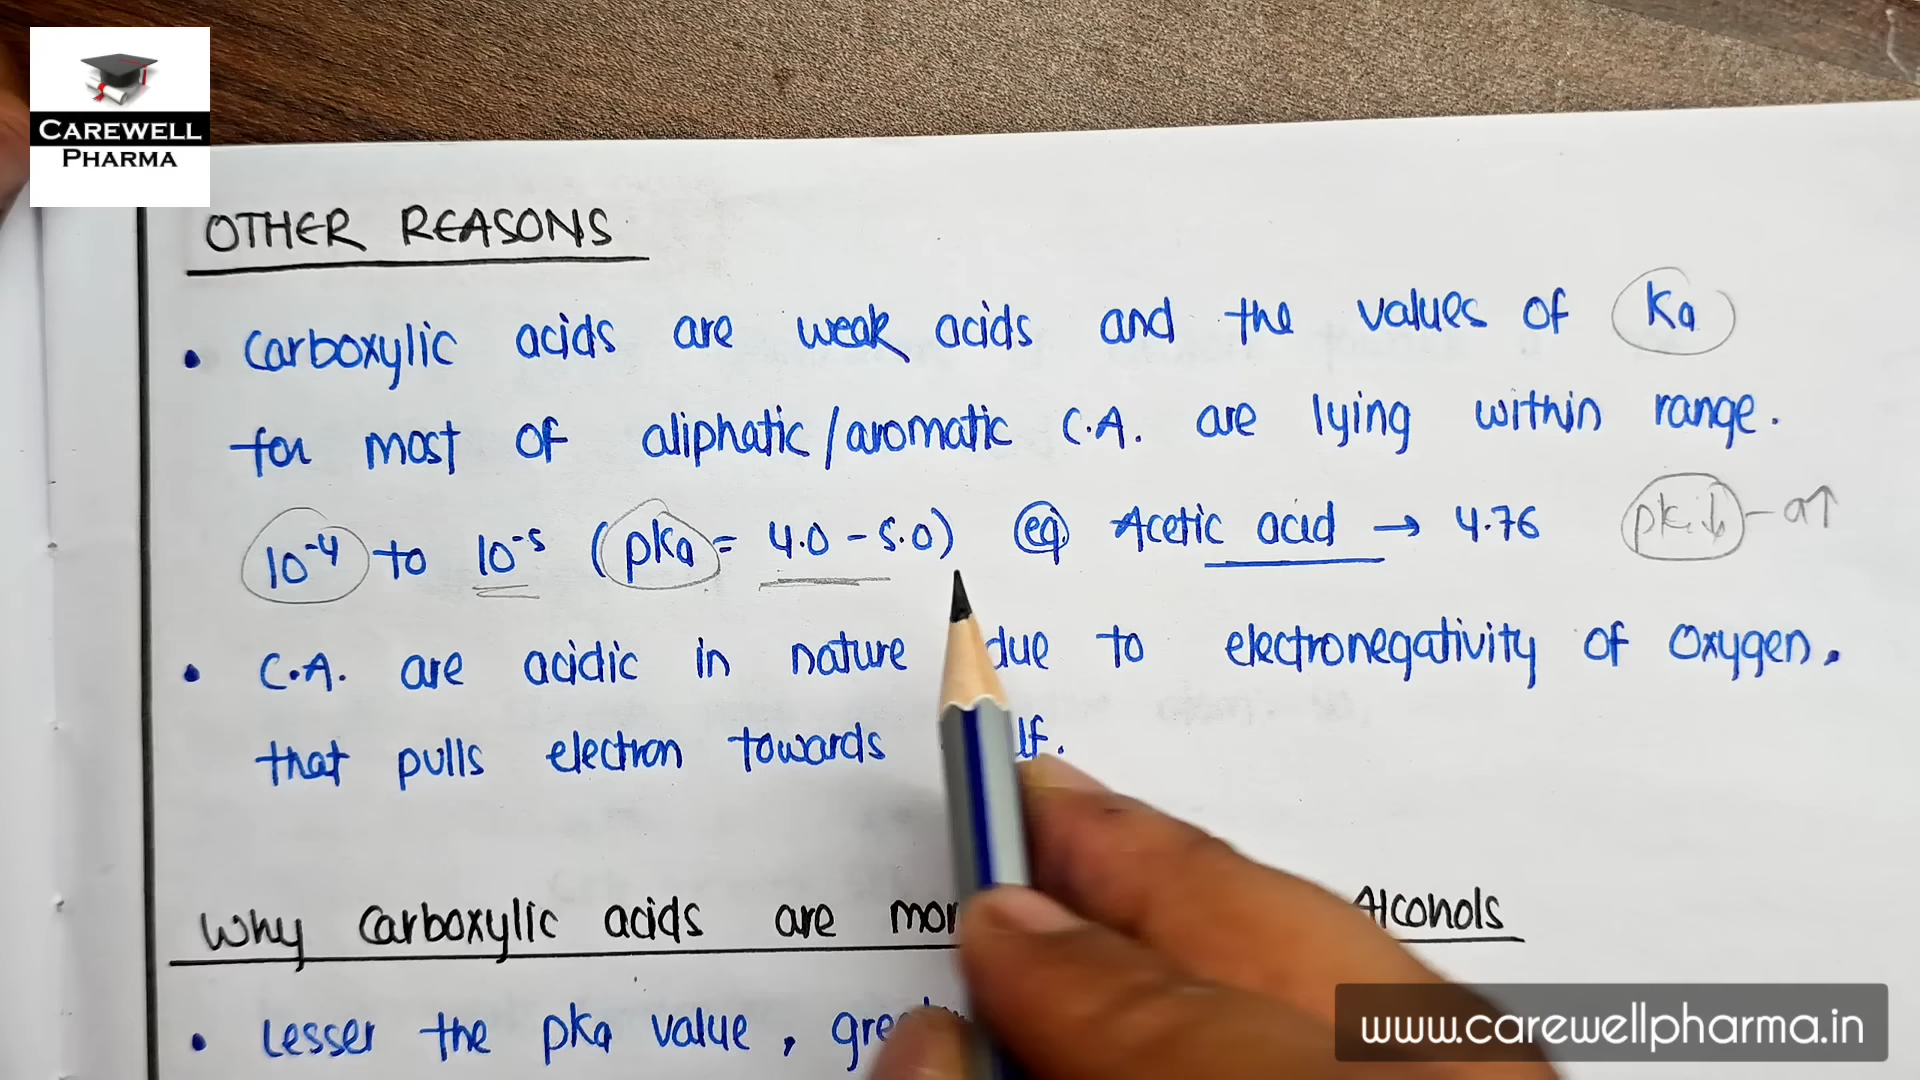 CAREWELL
PHARMA
OTHER REASONS
• Carboxylic acids are weak acids and the values of Ka
for most of aliphatic/aromatic C.A. are lying within range.
10⁻⁴ to 10⁻⁵ (pKa = 4.0 - 5.0) eg Acetic acid → 4.76
• C.A. are acidic in nature due to electronegativity of oxygen.
that pulls electron towards
Why Carboxylic acids are Alcohols
• Lesser the pKa value,
www.carewellpharma.in